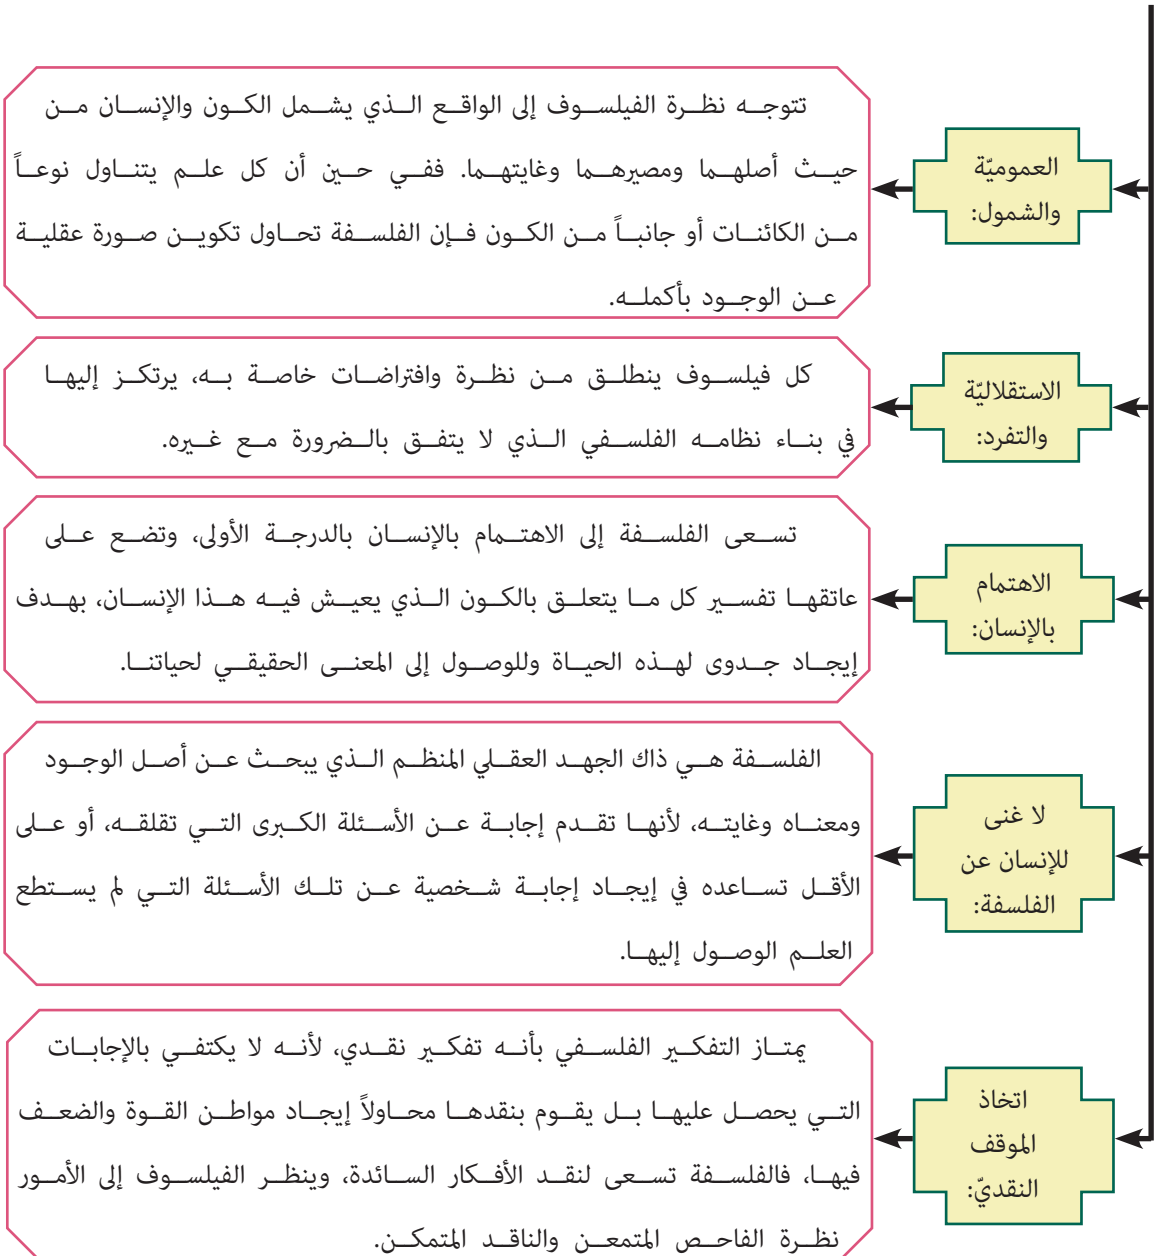 العموميّة
والشمول:
تتوجه نظرة الفيلسوف إلى الواقع الذي يشمل الكون والإنسان من
حيث أصلهما ومصيرهما وغايتهما. ففي حين أن كل علم يتناول نوعاً
من الكائنات أو جانباً من الكون فإن الفلسفة تحاول تكوين صورة عقلية
عن الوجود بأكمله.
الاستقلاليّة
والتفرد:
كل فيلسوف ينطلق من نظرة وافتراضات خاصة به، يرتكز إليها
في بناء نظامه الفلسفي الذي لا يتفق بالضرورة مع غيره.
الاهتمام
بالإنسان:
تسعى الفلسفة إلى الاهتمام بالإنسان بالدرجة الأولى، وتضع على
عاتقها تفسير كل ما يتعلق بالكون الذي يعيش فيه هذا الإنسان، بهدف
إيجاد جدوى لهذه الحياة وللوصول إلى المعنى الحقيقي لحياتنا.
لا غنى
للإنسان عن
الفلسفة:
الفلسفة هي ذاك الجهد العقلي المنظم الذي يبحث عن أصل الوجود
ومعناه وغايته، لأنها تقدم إجابة عن الأسئلة الكبرى التي تقلقه، أو على
الأقل تساعده في إيجاد إجابة شخصية عن تلك الأسئلة التي لم يستطع
العلم الوصول إليها.
اتخاذ
الموقف
النقديّ:
يمتاز التفكير الفلسفي بأنه تفكير نقدي، لأنه لا يكتفي بالإجابات
التي يحصل عليها بل يقوم بنقدها محاولاً إيجاد مواطن القوة والضعف
فيها، فالفلسفة تسعى لنقد الأفكار السائدة، وينظر الفيلسوف إلى الأمور
نظرة الفاحص المتمعن والناقد المتمكن.